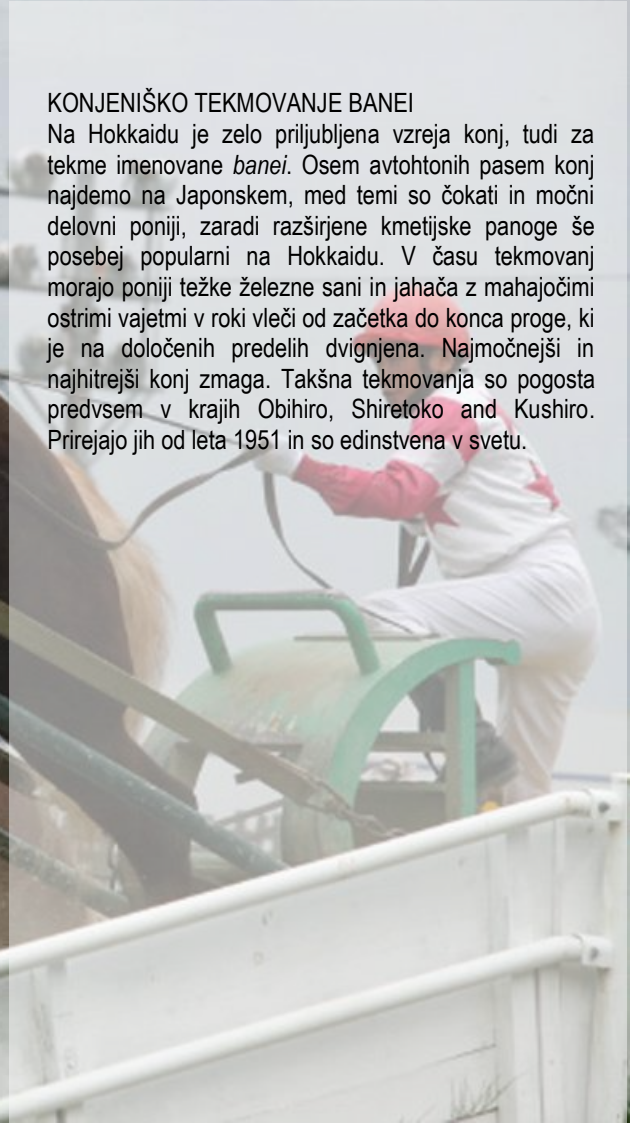 KONJENIŠKO TEKMOVANJE BANEI
Na Hokkaidu je zelo priljubljena vzreja konj, tudi za
tekme imenovane banei. Osem avtohtonih pasem konj
najdemo na Japonskem, med temi so čokati in močni
delovni poniji, zaradi razširjene kmetijske panoge še
posebej popularni na Hokkaidu. V času tekmovanj
morajo poniji težke železne sani in jahača z mahajočimi
ostrimi vajetmi v roki vleči od začetka do konca proge, ki
je na določenih predelih dvignjena. Najmočnejši in
najhitrejši konj zmaga. Takšna tekmovanja so pogosta
predvsem v krajih Obihiro, Shiretoko and Kushiro.
Prirejajo jih od leta 1951 in so edinstvena v svetu.